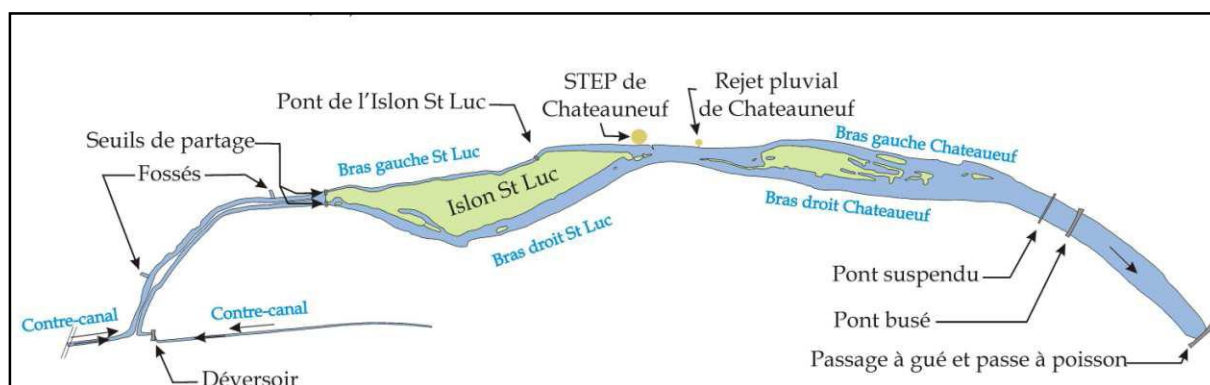 STEP de
Chateauneuf
Rejet pluvial
de Chateauneuf
Pont de l'Islon St Luc
Seuils de partage
Fossés
Bras gauche St Luc
Islon St Luc
Bras droit St Luc
Bras gauche Chateaueuf
Bras droit Chateaueuf
Contre-canal
Contre-canal
Déversoir
Pont suspendu
Pont busé
Passage à gué et passe à poisson